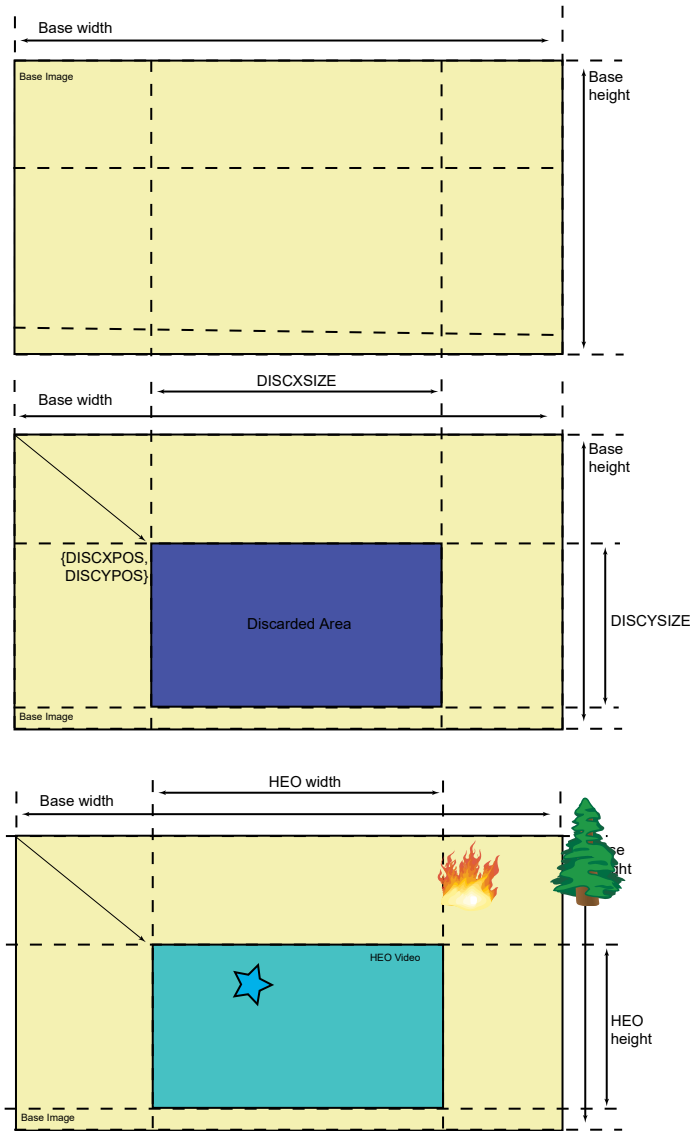 Base width
Base Image
Base
height
DISCXSIZE
Base width
Base
height
{DISCXPOS,
DISCYPOS}
Discarded Area
DISCYSIZE
Base Image
HEO width
Base width
HEO Video
HEO
height
Base Image